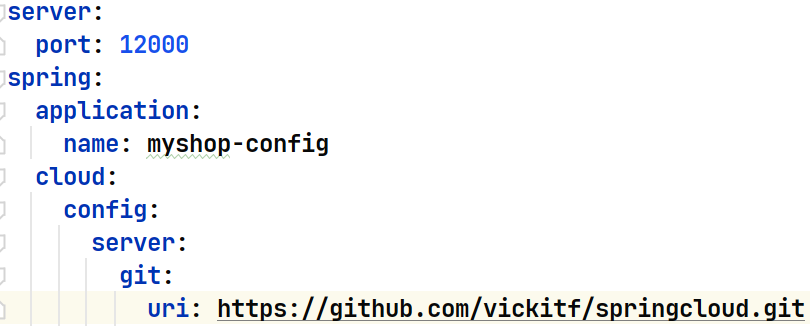 server:
  port: 12000
spring:
  application:
    name: myshop-config
  cloud:
    config:
      server:
        git:
          uri: https://github.com/vickitf/springcloud.git